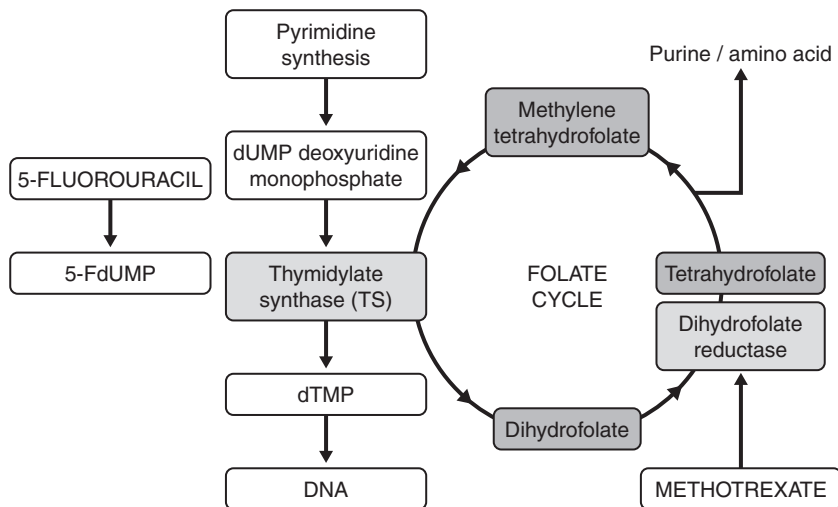 Pyrimidine
synthesis
Purine / amino acid
Methylene
tetrahydrofolate
dUMP deoxyuridine
monophosphate
5-FLUOROURACIL
5-FdUMP
Thymidylate
synthase (TS)
FOLATE
CYCLE
Tetrahydrofolate
Dihydrofolate
reductase
dTMP
Dihydrofolate
DNA
METHOTREXATE